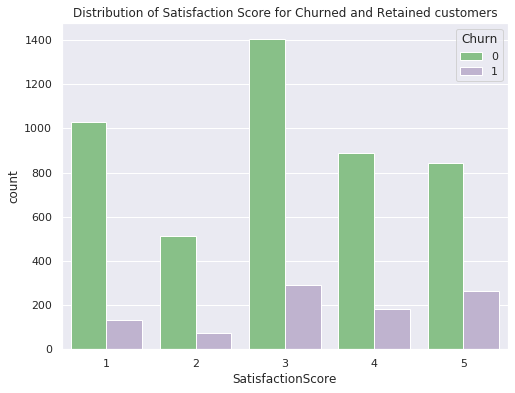 Distribution of Satisfaction Score for Churned and Retained customers
Churn
0
1
1400
1200
1000
800
600
400
200
0
count
1 2 3 4 5
SatisfactionScore